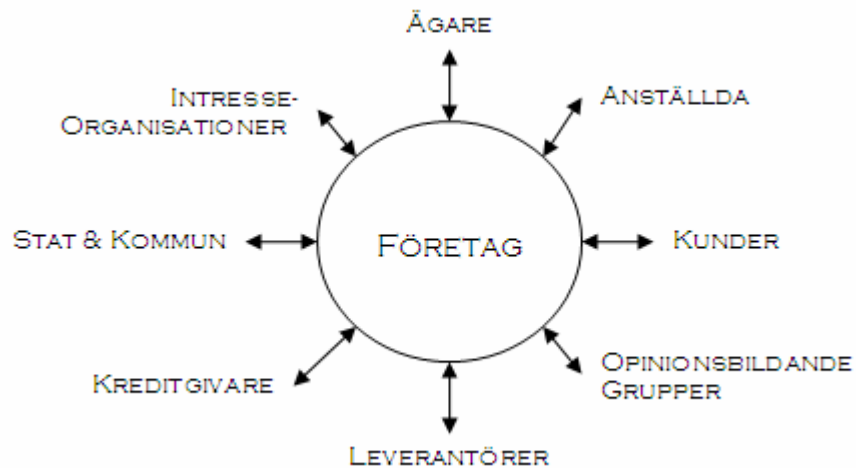 Ägare
Intresse-
Organisationer
Anställda
Stat & Kommun
Företag
Kunder
Kreditgivare
Opinionsbildande
Grupper
Leverantörer